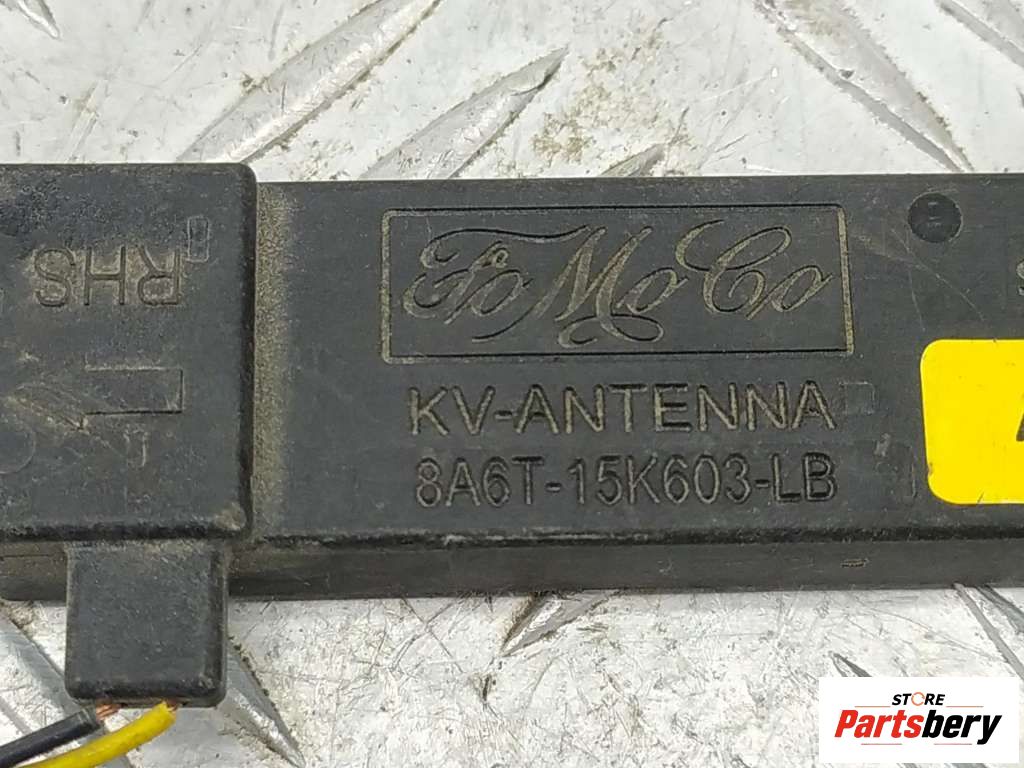 RHS
FoMoCo
KV-ANTENNA
8A6T-15K603-LB
STORE
Partsbery